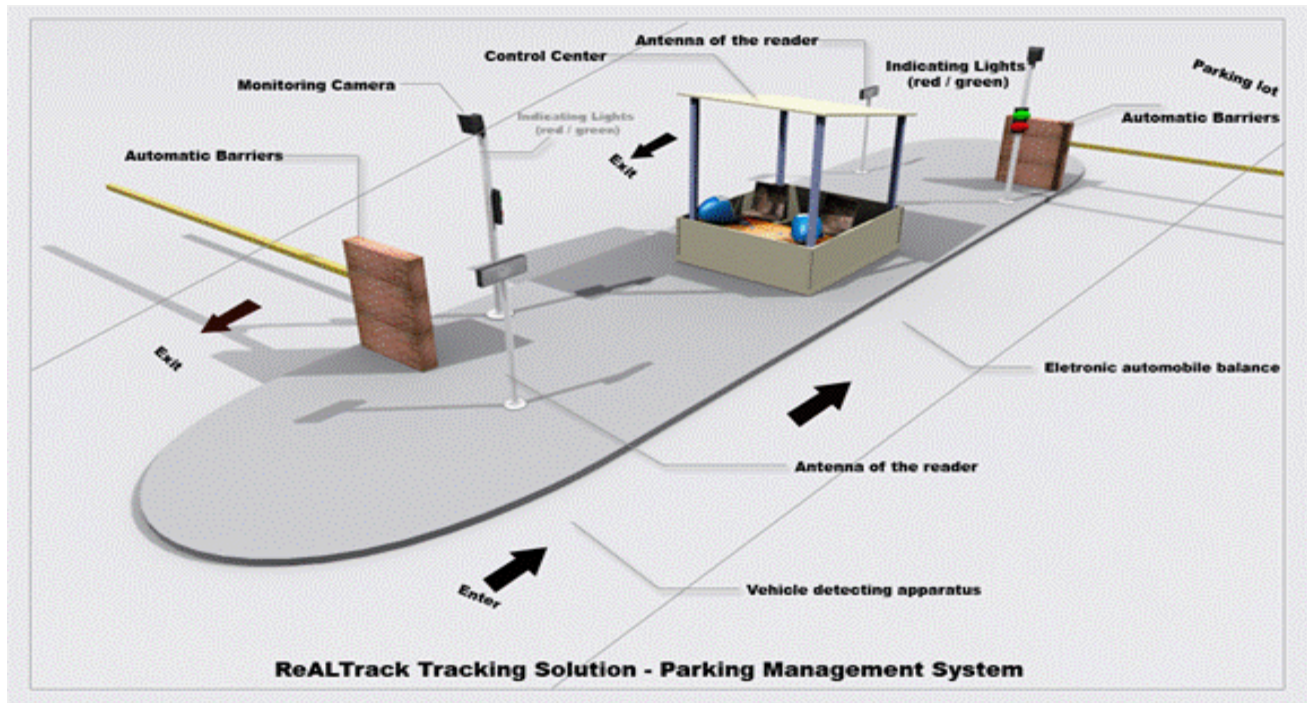 Antenna of the reader
Control Center
Indicating Lights
(red / green)
Parking lot
Monitoring Camera
Indicating Lights
(red / green)
Automatic Barriers
Automatic Barriers
Exit
Exit
Eletronic automobile balance
Antenna of the reader
Enter
Vehicle detecting apparatus
ReALTrack Tracking Solution - Parking Management System